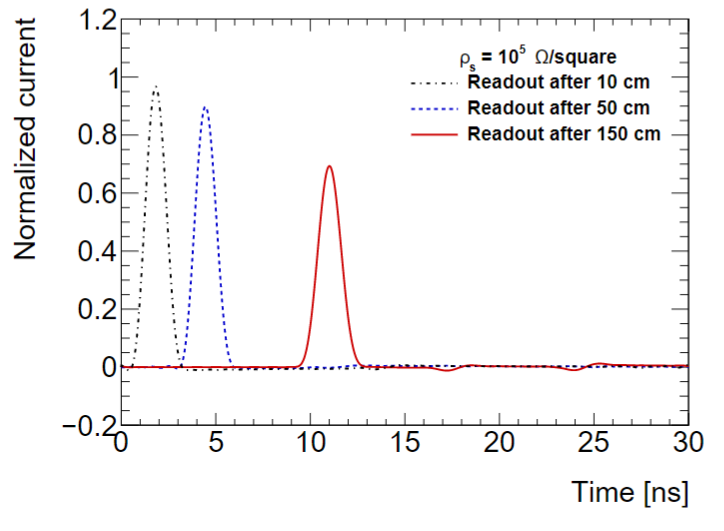 Normalized current
1.2
1
0.8
0.6
0.4
0.2
0
−0.2
ρs = 10⁵ Ω/square
Readout after 10 cm
Readout after 50 cm
Readout after 150 cm
0 5 10 15 20 25 30
Time [ns]